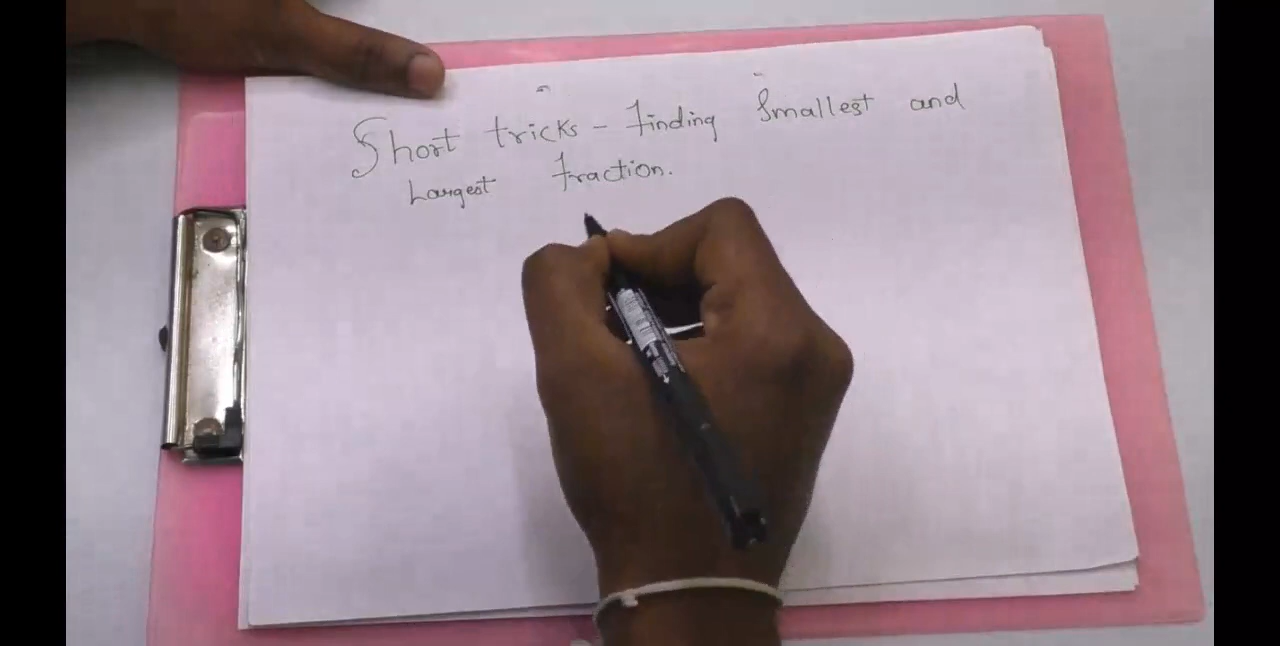 Short tricks - Finding Smallest and
Largest Fraction.